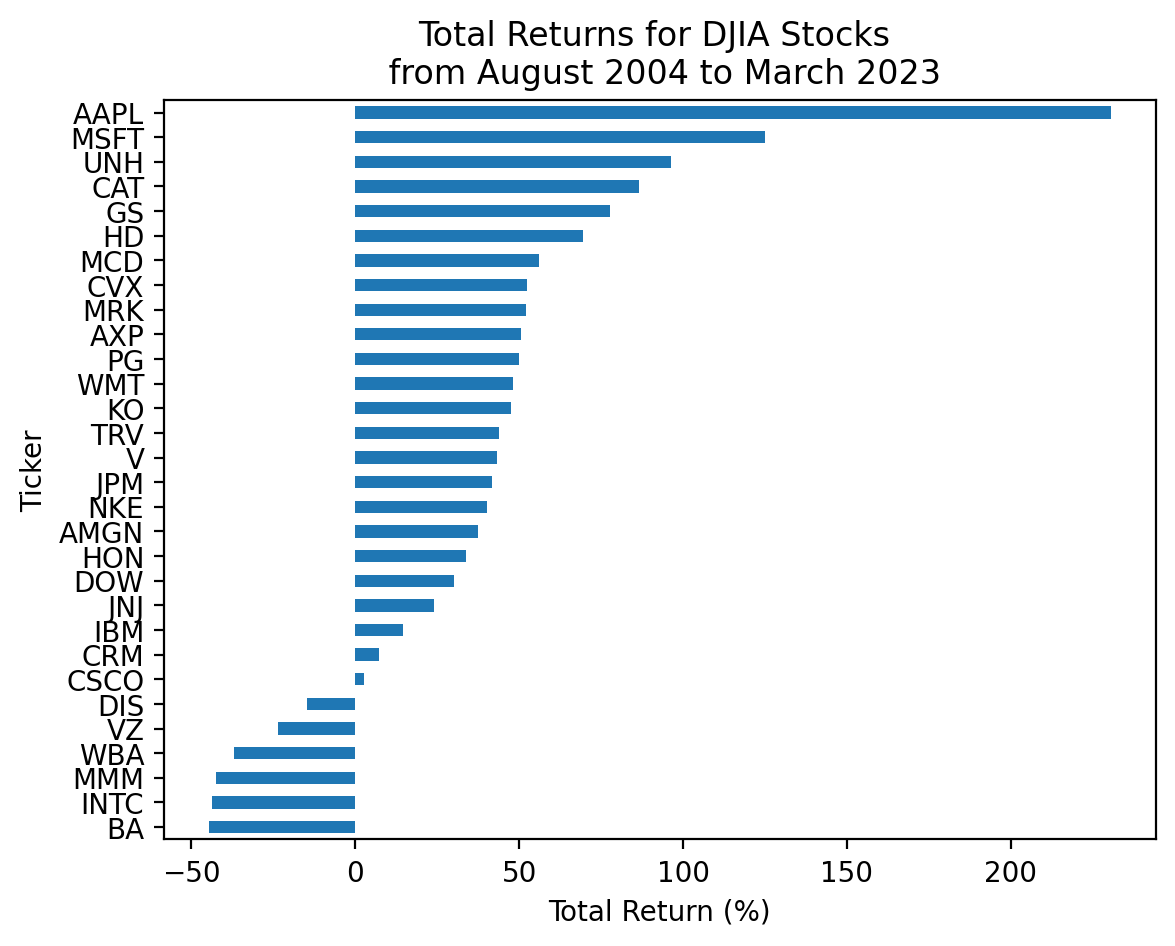 Total Returns for DJIA Stocks
from August 2004 to March 2023
AAPL
MSFT
UNH
CAT
GS
HD
MCD
CVX
MRK
AXP
PG
WMT
KO
TRV
V
JPM
NKE
AMGN
HON
DOW
JNJ
IBM
CRM
CSCO
DIS
VZ
WBA
MMM
INTC
BA
Ticker
−50 0 50 100 150 200
Total Return (%)